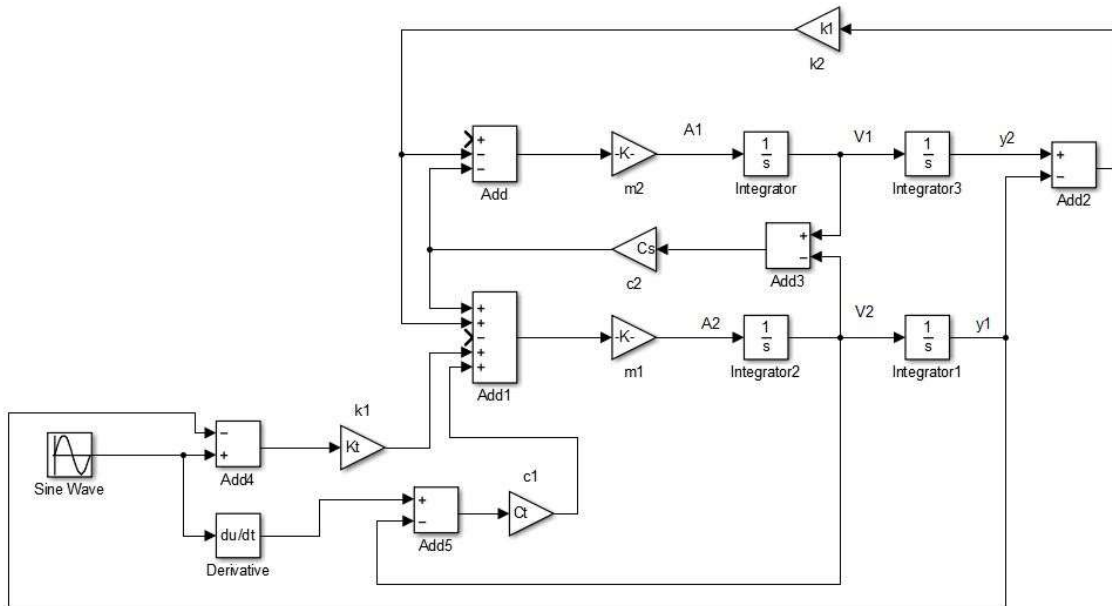 k1
k2
+
−
−
Add
-K-
m2
A1
1
s
Integrator
V1
1
s
Integrator3
y2
+
−
Add2
Cs
c2
+
−
Add3
+
+
−
+
+
Add1
-K-
m1
A2
1
s
Integrator2
V2
1
s
Integrator1
y1
Sine Wave
−
+
Add4
k1
Kt
du/dt
Derivative
+
−
Add5
c1
Ct